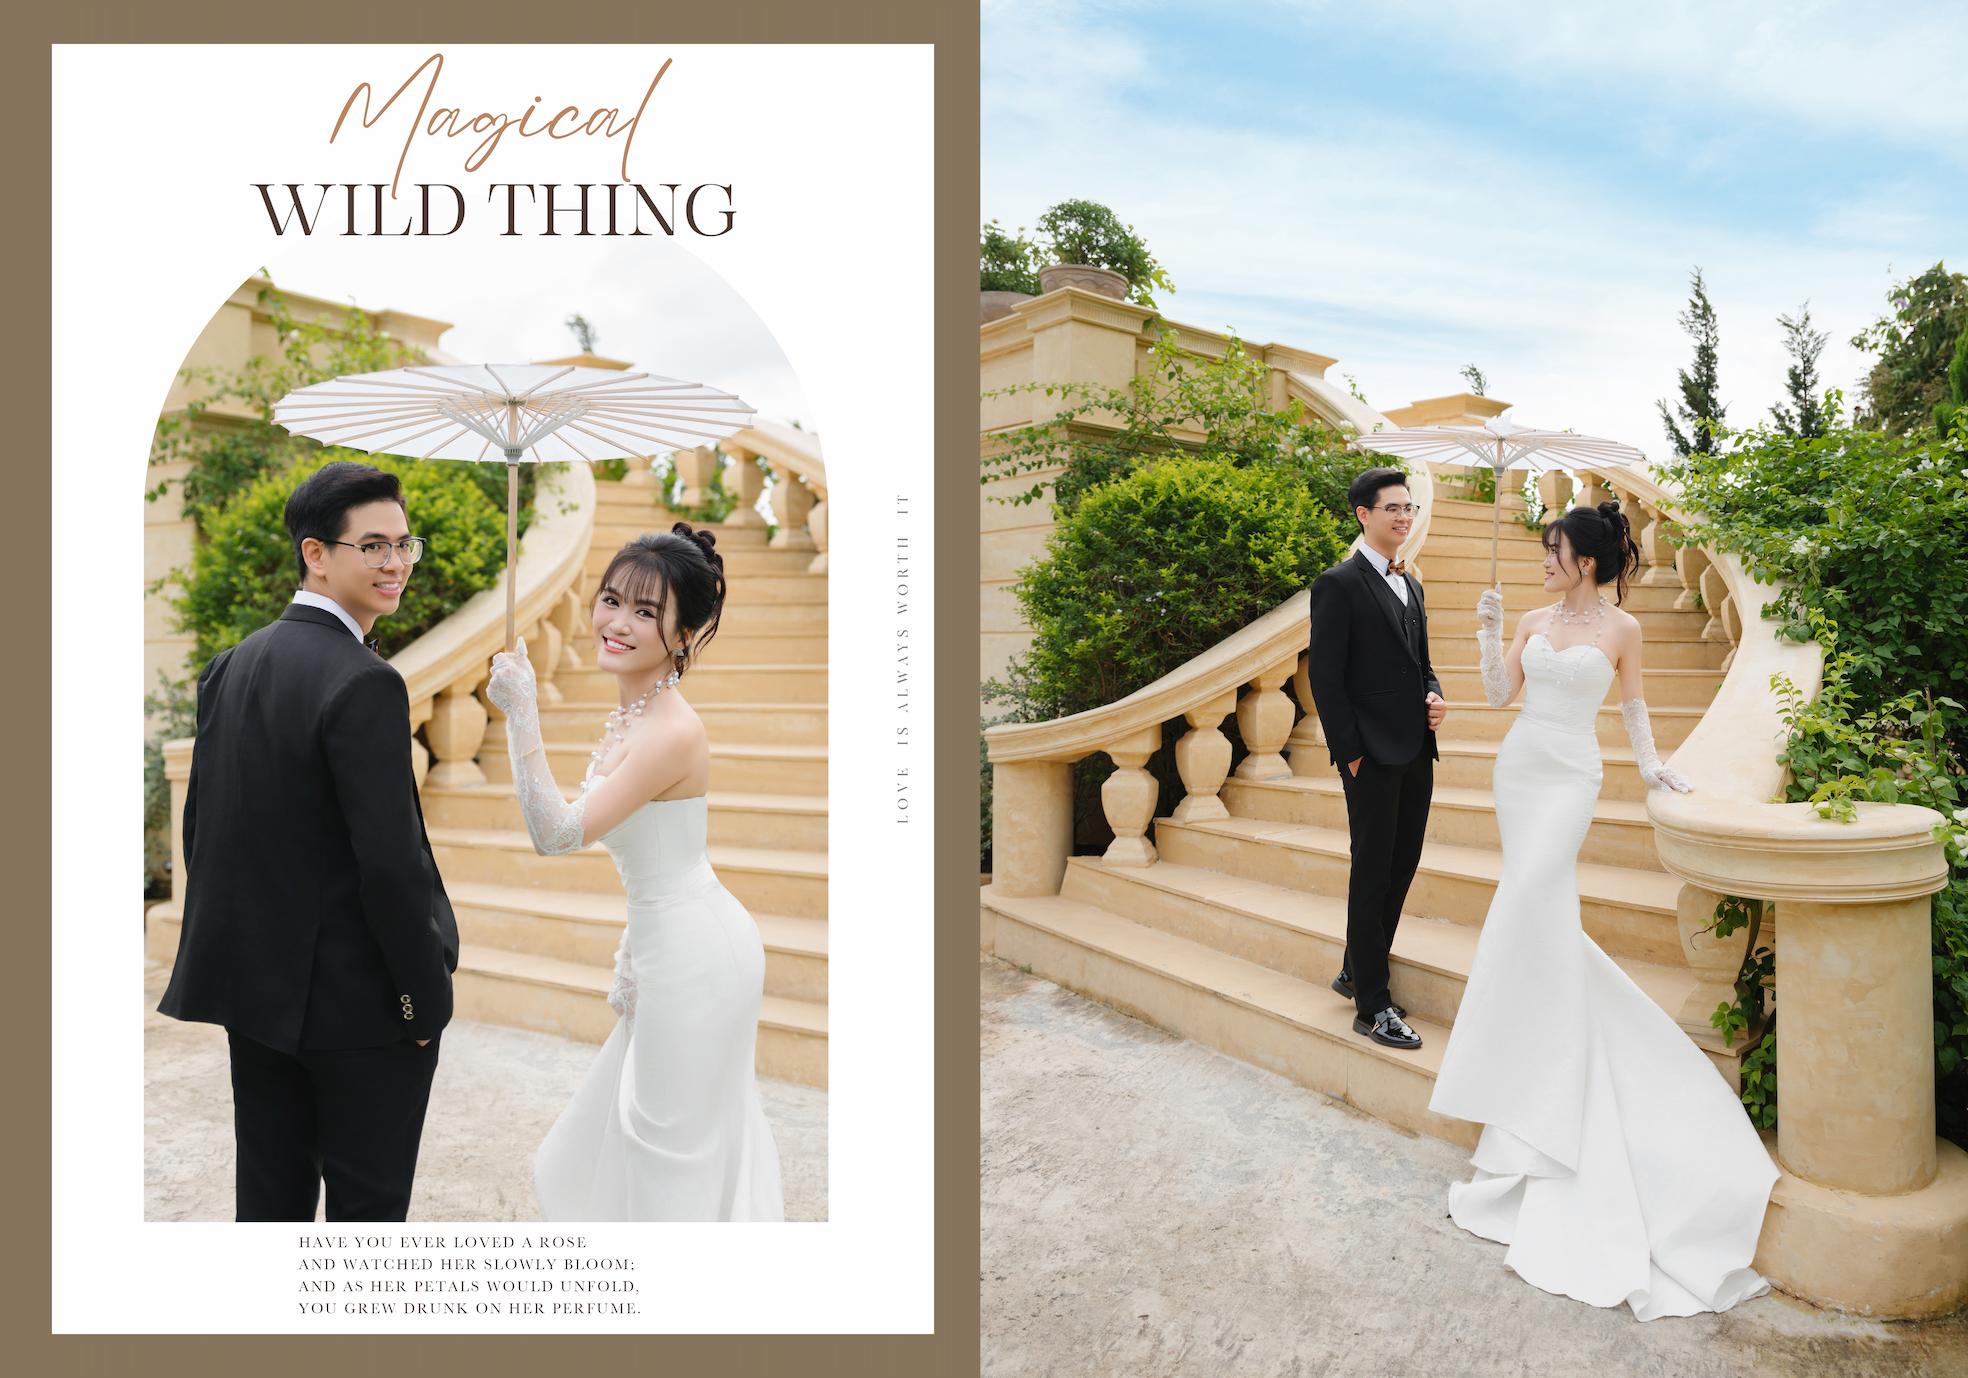 Magical
WILD THING
LOVE IS ALWAYS WORTH IT
HAVE YOU EVER LOVED A ROSE
AND WATCHED HER SLOWLY BLOOM;
AND AS HER PETALS WOULD UNFOLD,
YOU GREW DRUNK ON HER PERFUME.